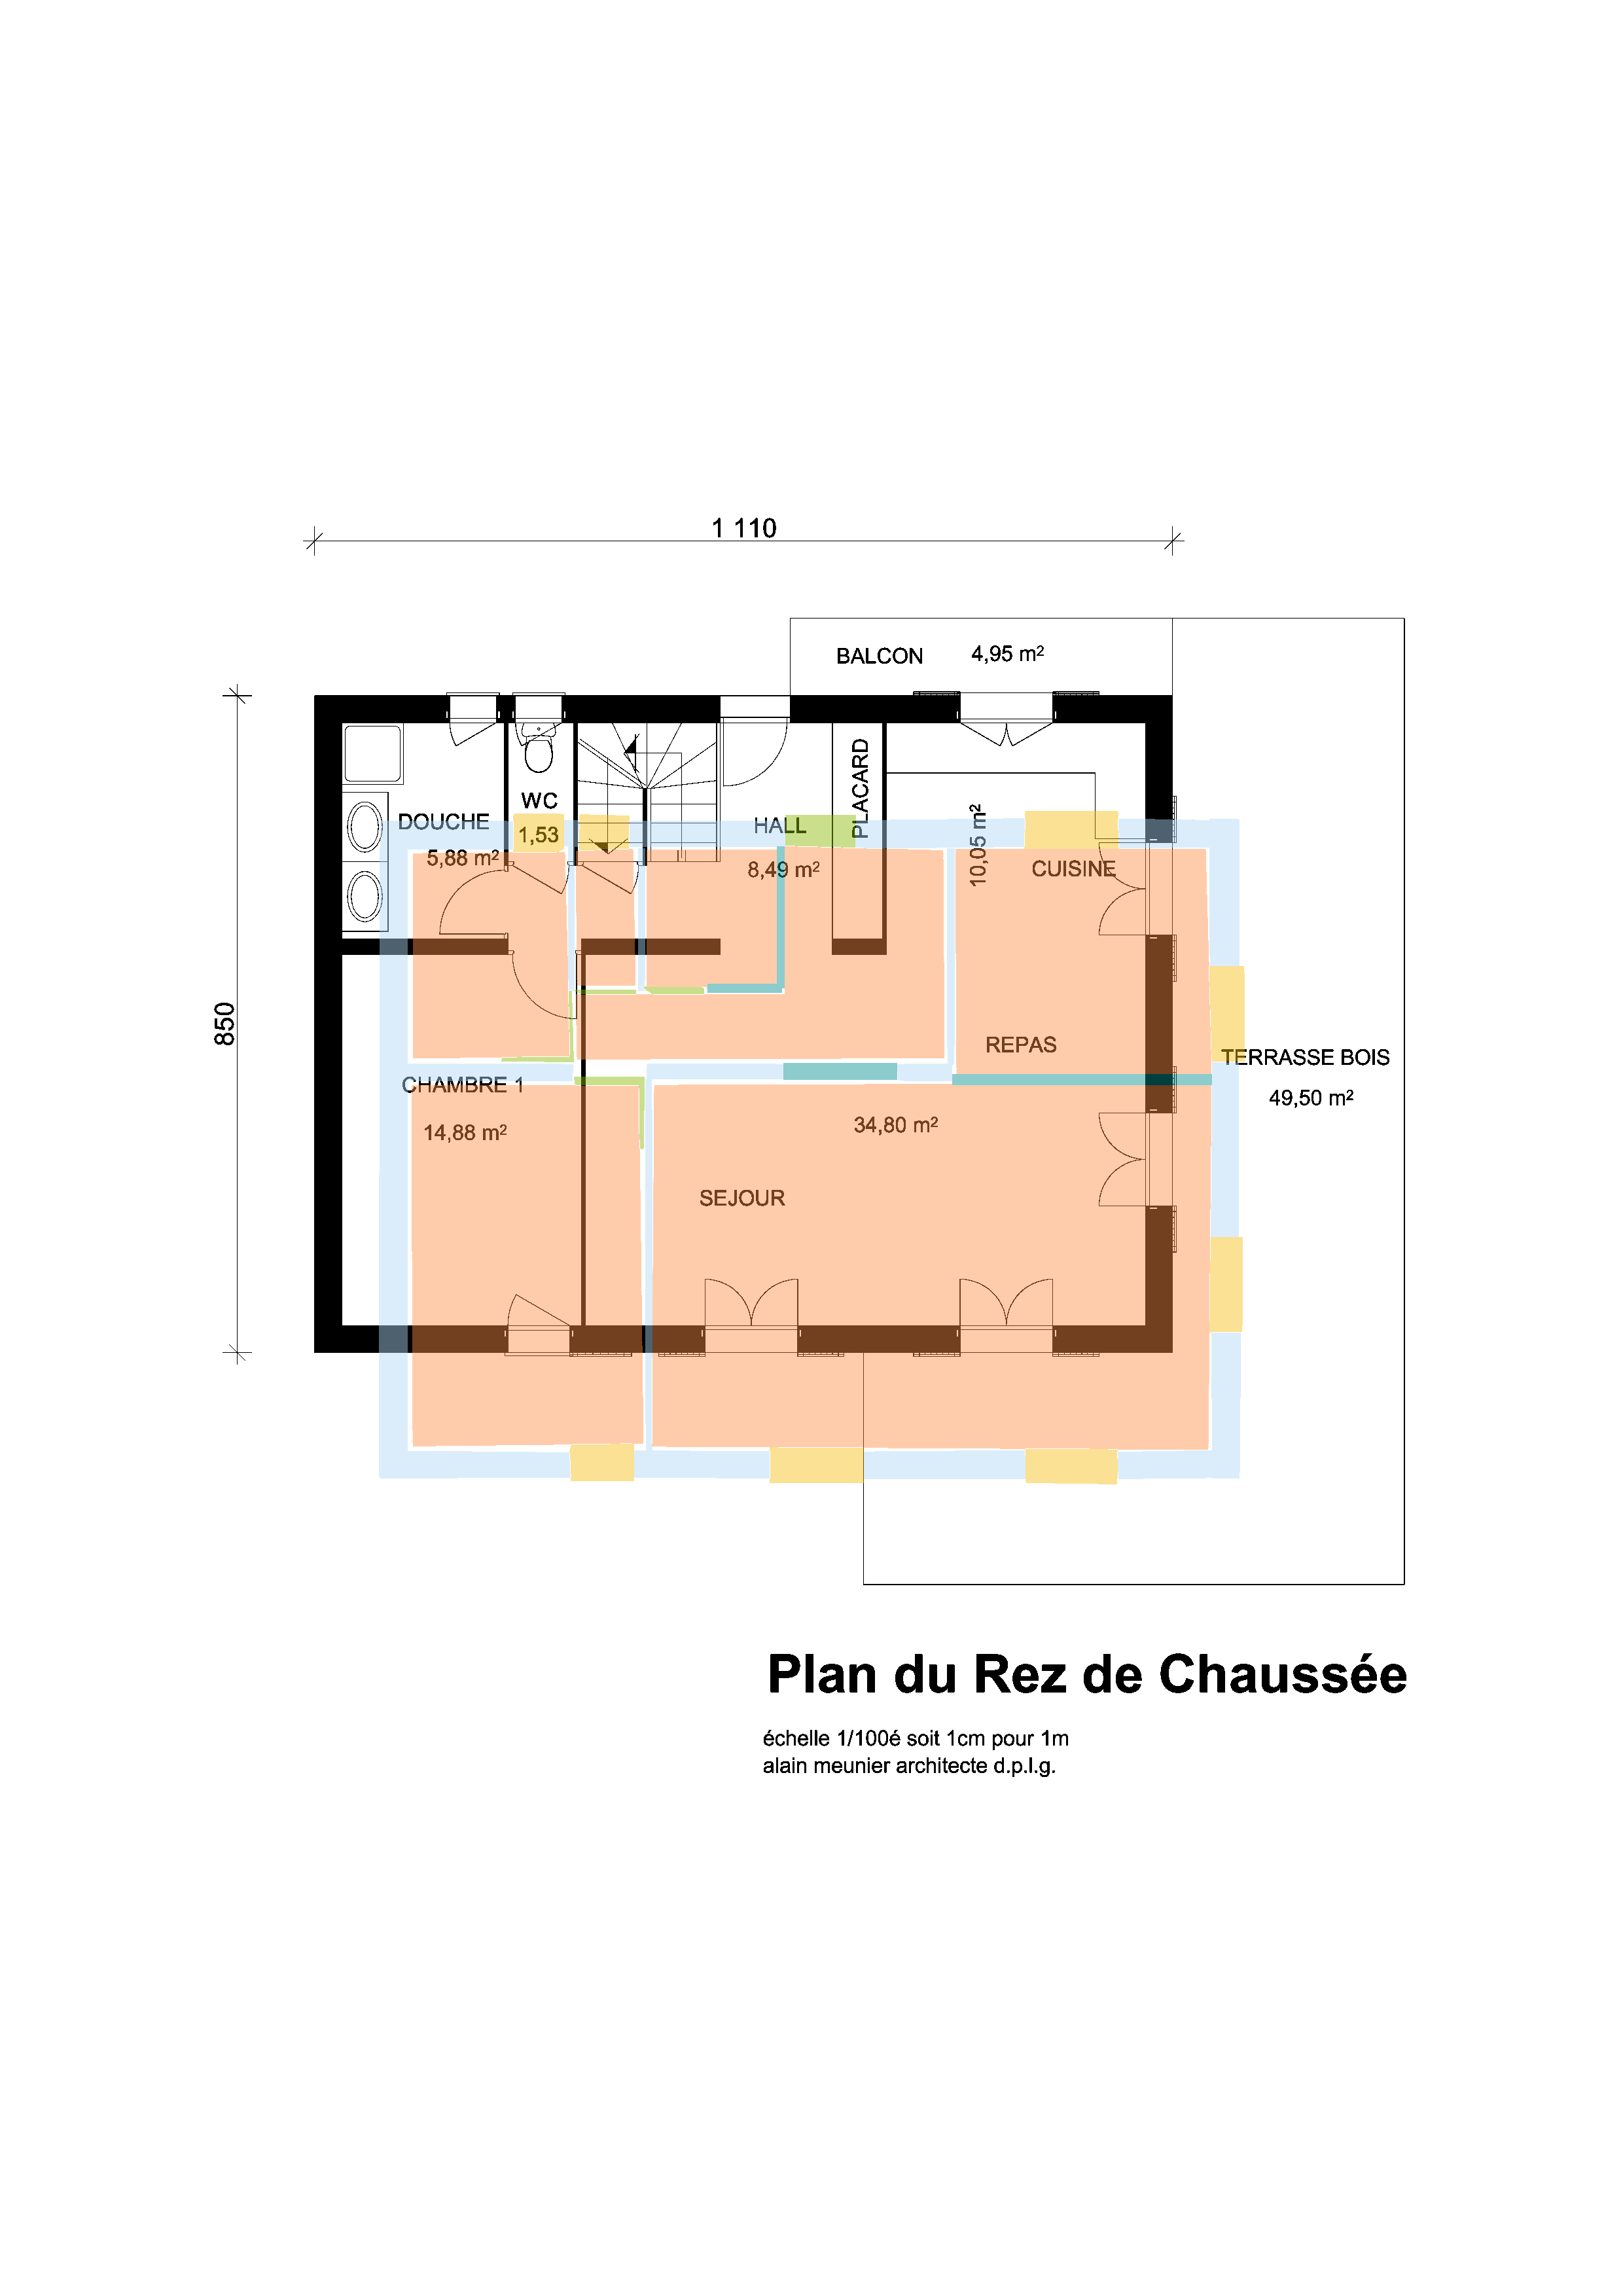 1 110
BALCON 4,95 m²
850
WC
1,53
DOUCHE
5,88 m²
HALL
8,49 m²
PLACARD
10,05 m²
CUISINE
REPAS
TERRASSE BOIS
49,50 m²
CHAMBRE 1
14,88 m²
34,80 m²
SEJOUR
Plan du Rez de Chaussée
échelle 1/100é soit 1cm pour 1m
alain meunier architecte d.p.l.g.